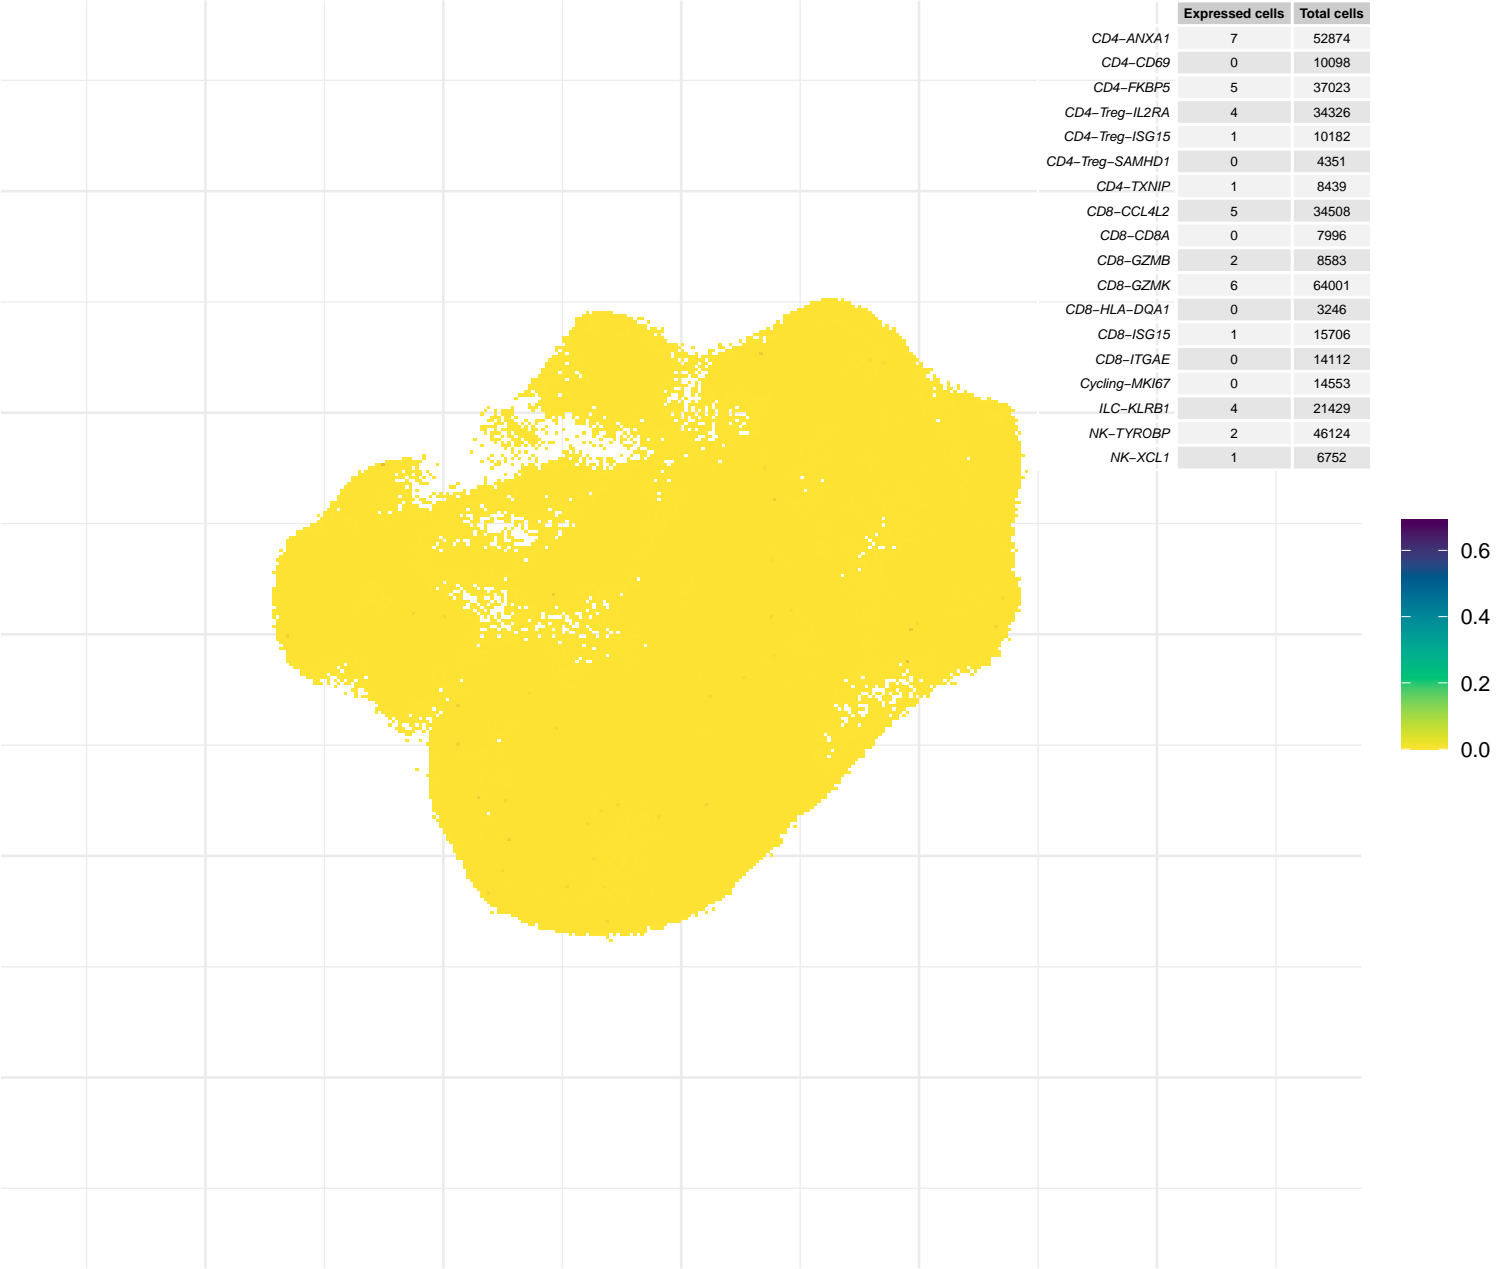 Expressed cells Total cells
CD4−ANXA1 7 52874
CD4−CD69 0 10098
CD4−FKBP5 5 37023
CD4−Treg−IL2RA 4 34326
CD4−Treg−ISG15 1 10182
CD4−Treg−SAMHD1 0 4351
CD4−TXNIP 1 8439
CD8−CCL4L2 5 34508
CD8−CD8A 0 7996
CD8−GZMB 2 8583
CD8−GZMK 6 64001
CD8−HLA−DQA1 0 3246
CD8−ISG15 1 15706
CD8−ITGAE 0 14112
Cycling−MKI67 0 14553
ILC−KLRB1 4 21429
NK−TYROBP 2 46124
NK−XCL1 1 6752
0.6
0.4
0.2
0.0